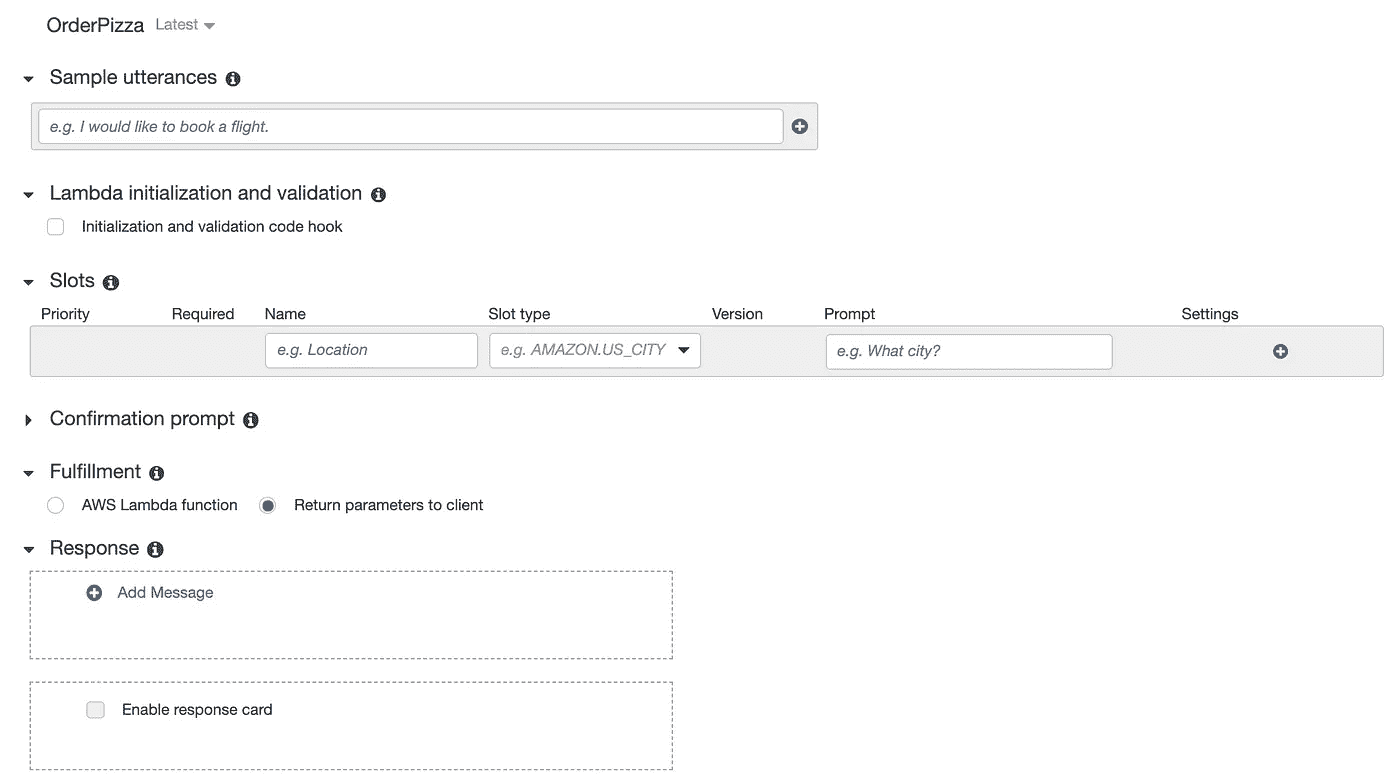 OrderPizza Latest
Sample utterances
e.g. I would like to book a flight.
Lambda initialization and validation
Initialization and validation code hook
Slots
Priority Required Name Slot type Version Prompt Settings
e.g. Location e.g. AMAZON.US_CITY e.g. What city?
Confirmation prompt
Fulfillment
AWS Lambda function Return parameters to client
Response
Add Message
Enable response card